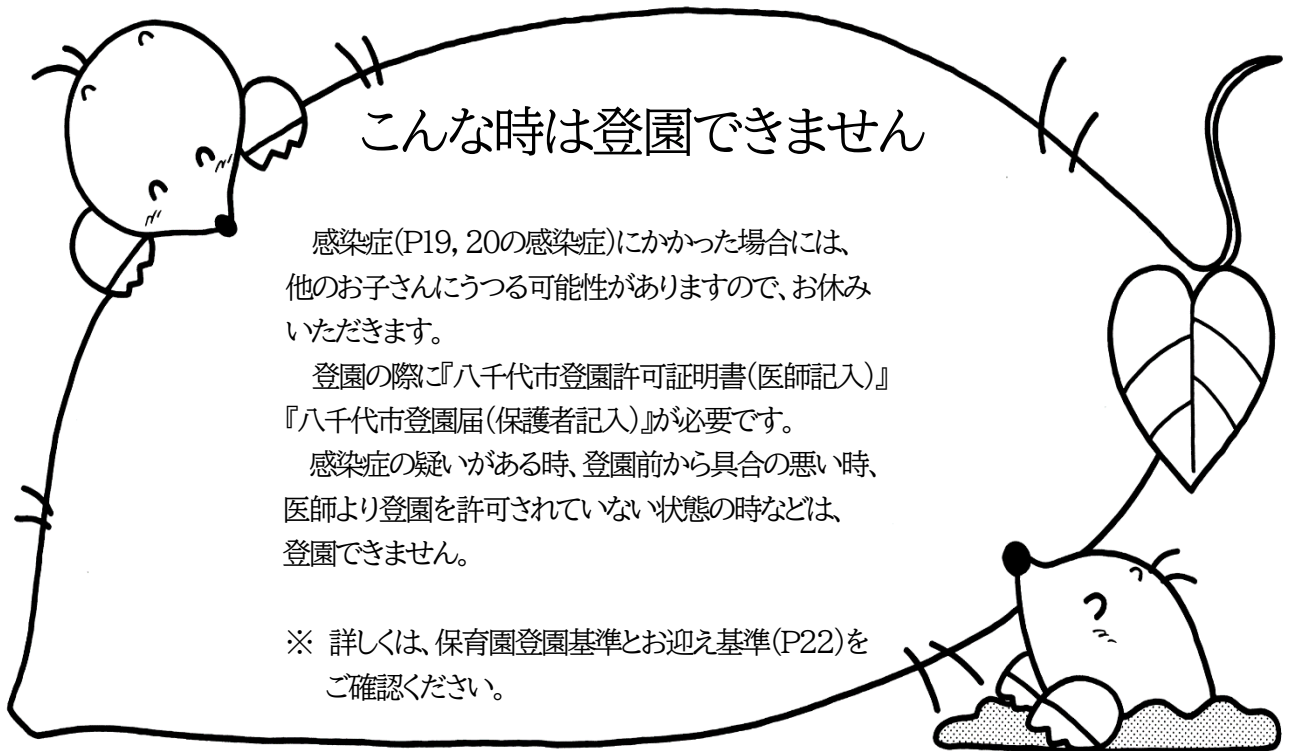 こんな時は登園できません
感染症(P19, 20の感染症)にかかった場合には、
他のお子さんにうつる可能性がありますので、お休み
いただきます。
登園の際に『八千代市登園許可証明書(医師記入)』
『八千代市登園届(保護者記入)』が必要です。
感染症の疑いがある時、登園前から具合の悪い時、
医師より登園を許可されていない状態の時などは、
登園できません。
※ 詳しくは、保育園登園基準とお迎え基準(P22)を
ご確認ください。